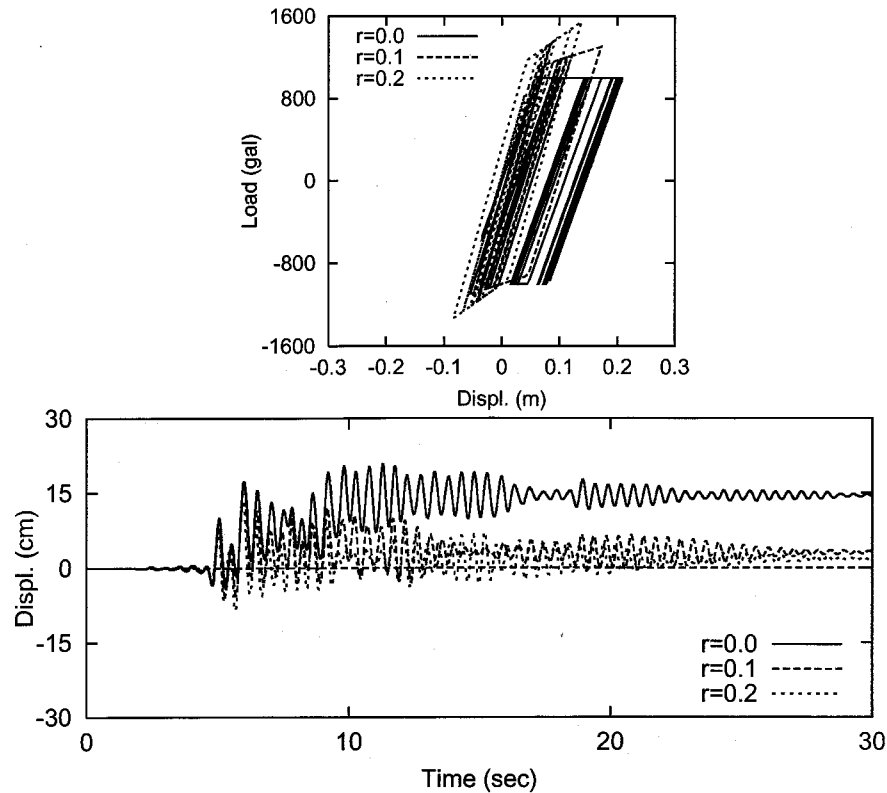 1600
800
0
-800
-1600
Load (gal)
r=0.0
r=0.1
r=0.2
-0.3 -0.2 -0.1 0 0.1 0.2 0.3
Displ. (m)
30
15
0
-15
-30
Displ. (cm)
r=0.0
r=0.1
r=0.2
0 10 20 30
Time (sec)